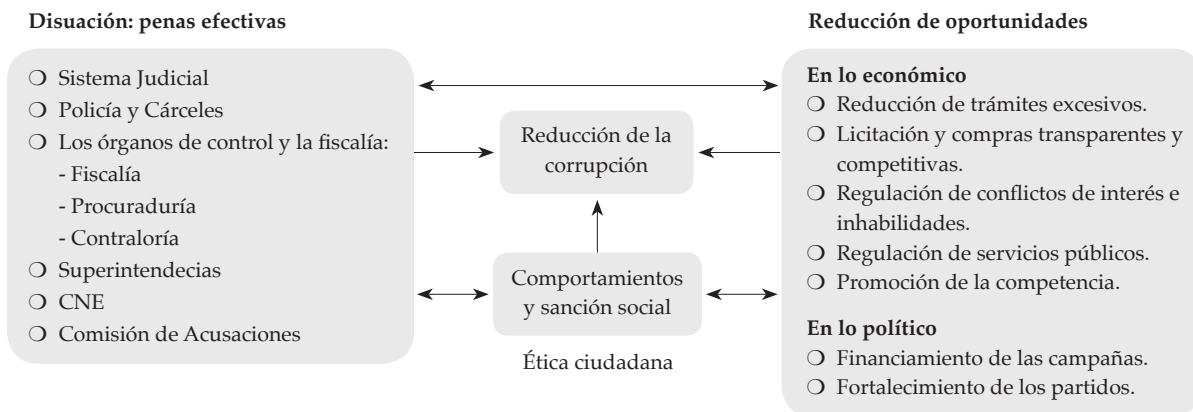 Disuación: penas efectivas
❍ Sistema Judicial
❍ Policía y Cárceles
❍ Los órganos de control y la fiscalía:
- Fiscalía
- Procuraduría
- Contraloría
❍ Superintendecias
❍ CNE
❍ Comisión de Acusaciones
Reducción de la
corrupción
Comportamientos
y sanción social
Ética ciudadana
Reducción de oportunidades
En lo económico
❍ Reducción de trámites excesivos.
❍ Licitación y compras transparentes y
competitivas.
❍ Regulación de conflictos de interés e
inhabilidades.
❍ Regulación de servicios públicos.
❍ Promoción de la competencia.
En lo político
❍ Financiamiento de las campañas.
❍ Fortalecimiento de los partidos.